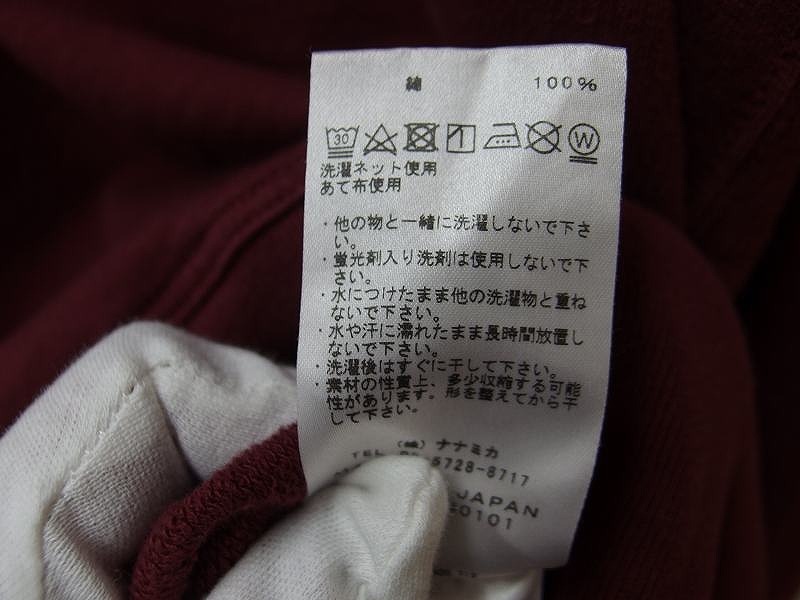 綿 100%
30 W
洗濯ネット使用
あて布使用
・他の物と一緒に洗濯しないで下さ
い。
・蛍光剤入り洗剤は使用しないで下
さい。
・水につけたまま他の洗濯物と重ね
ないで下さい。
・水や汗に濡れたまま長時間放置し
ないで下さい。
・洗濯後はすぐに干して下さい。
・素材の性質上、多少収縮する可能
性があります。形を整えてから干
して下さい。
(株) ナナミカ
TEL 5728-8717
JAPAN
0101